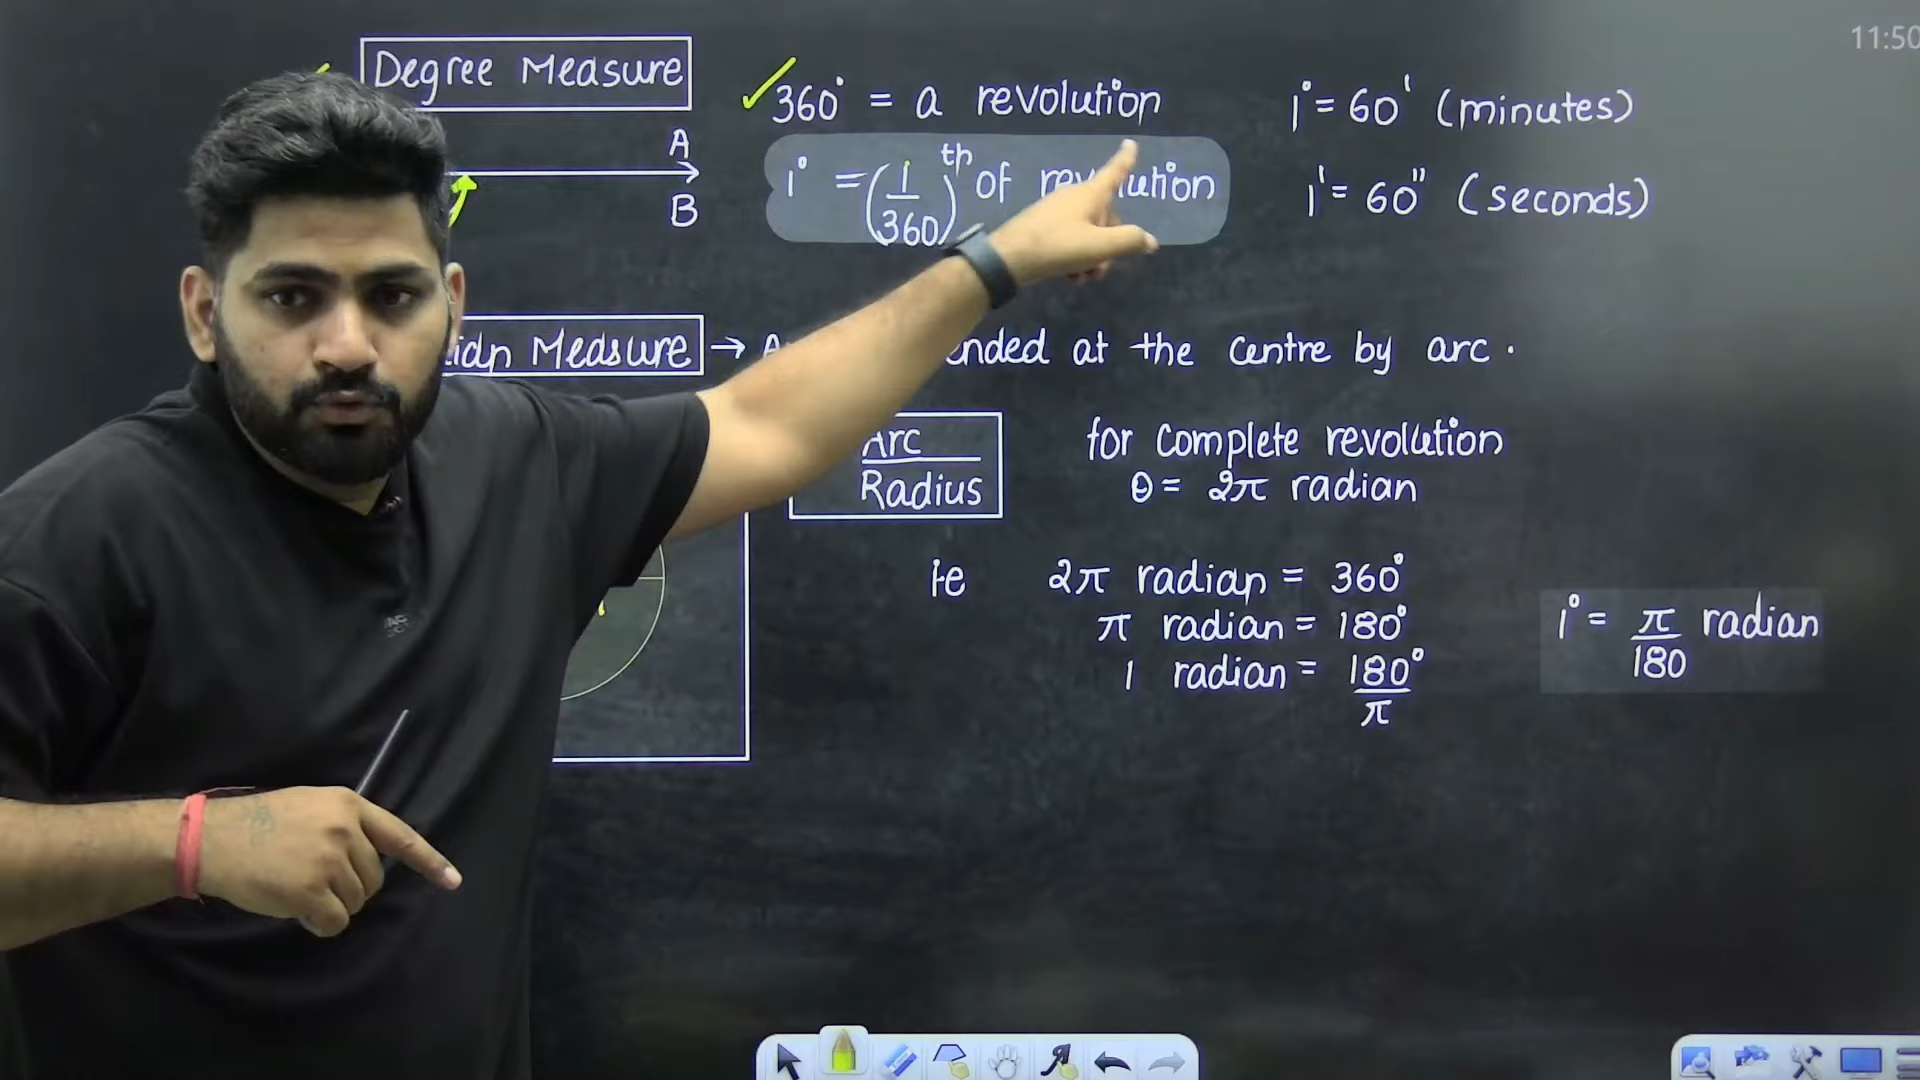 11:50
Degree Measure
360° = a revolution
1° = 60' (minutes)
A
1° = (1/360)th of revolution
1' = 60" (seconds)
B
Measure → at the centre by arc.
Arc
Radius
for complete revolution
θ = 2π radian
ie 2π radian = 360°
π radian = 180°
1° = π/180 radian
1 radian = 180°/π